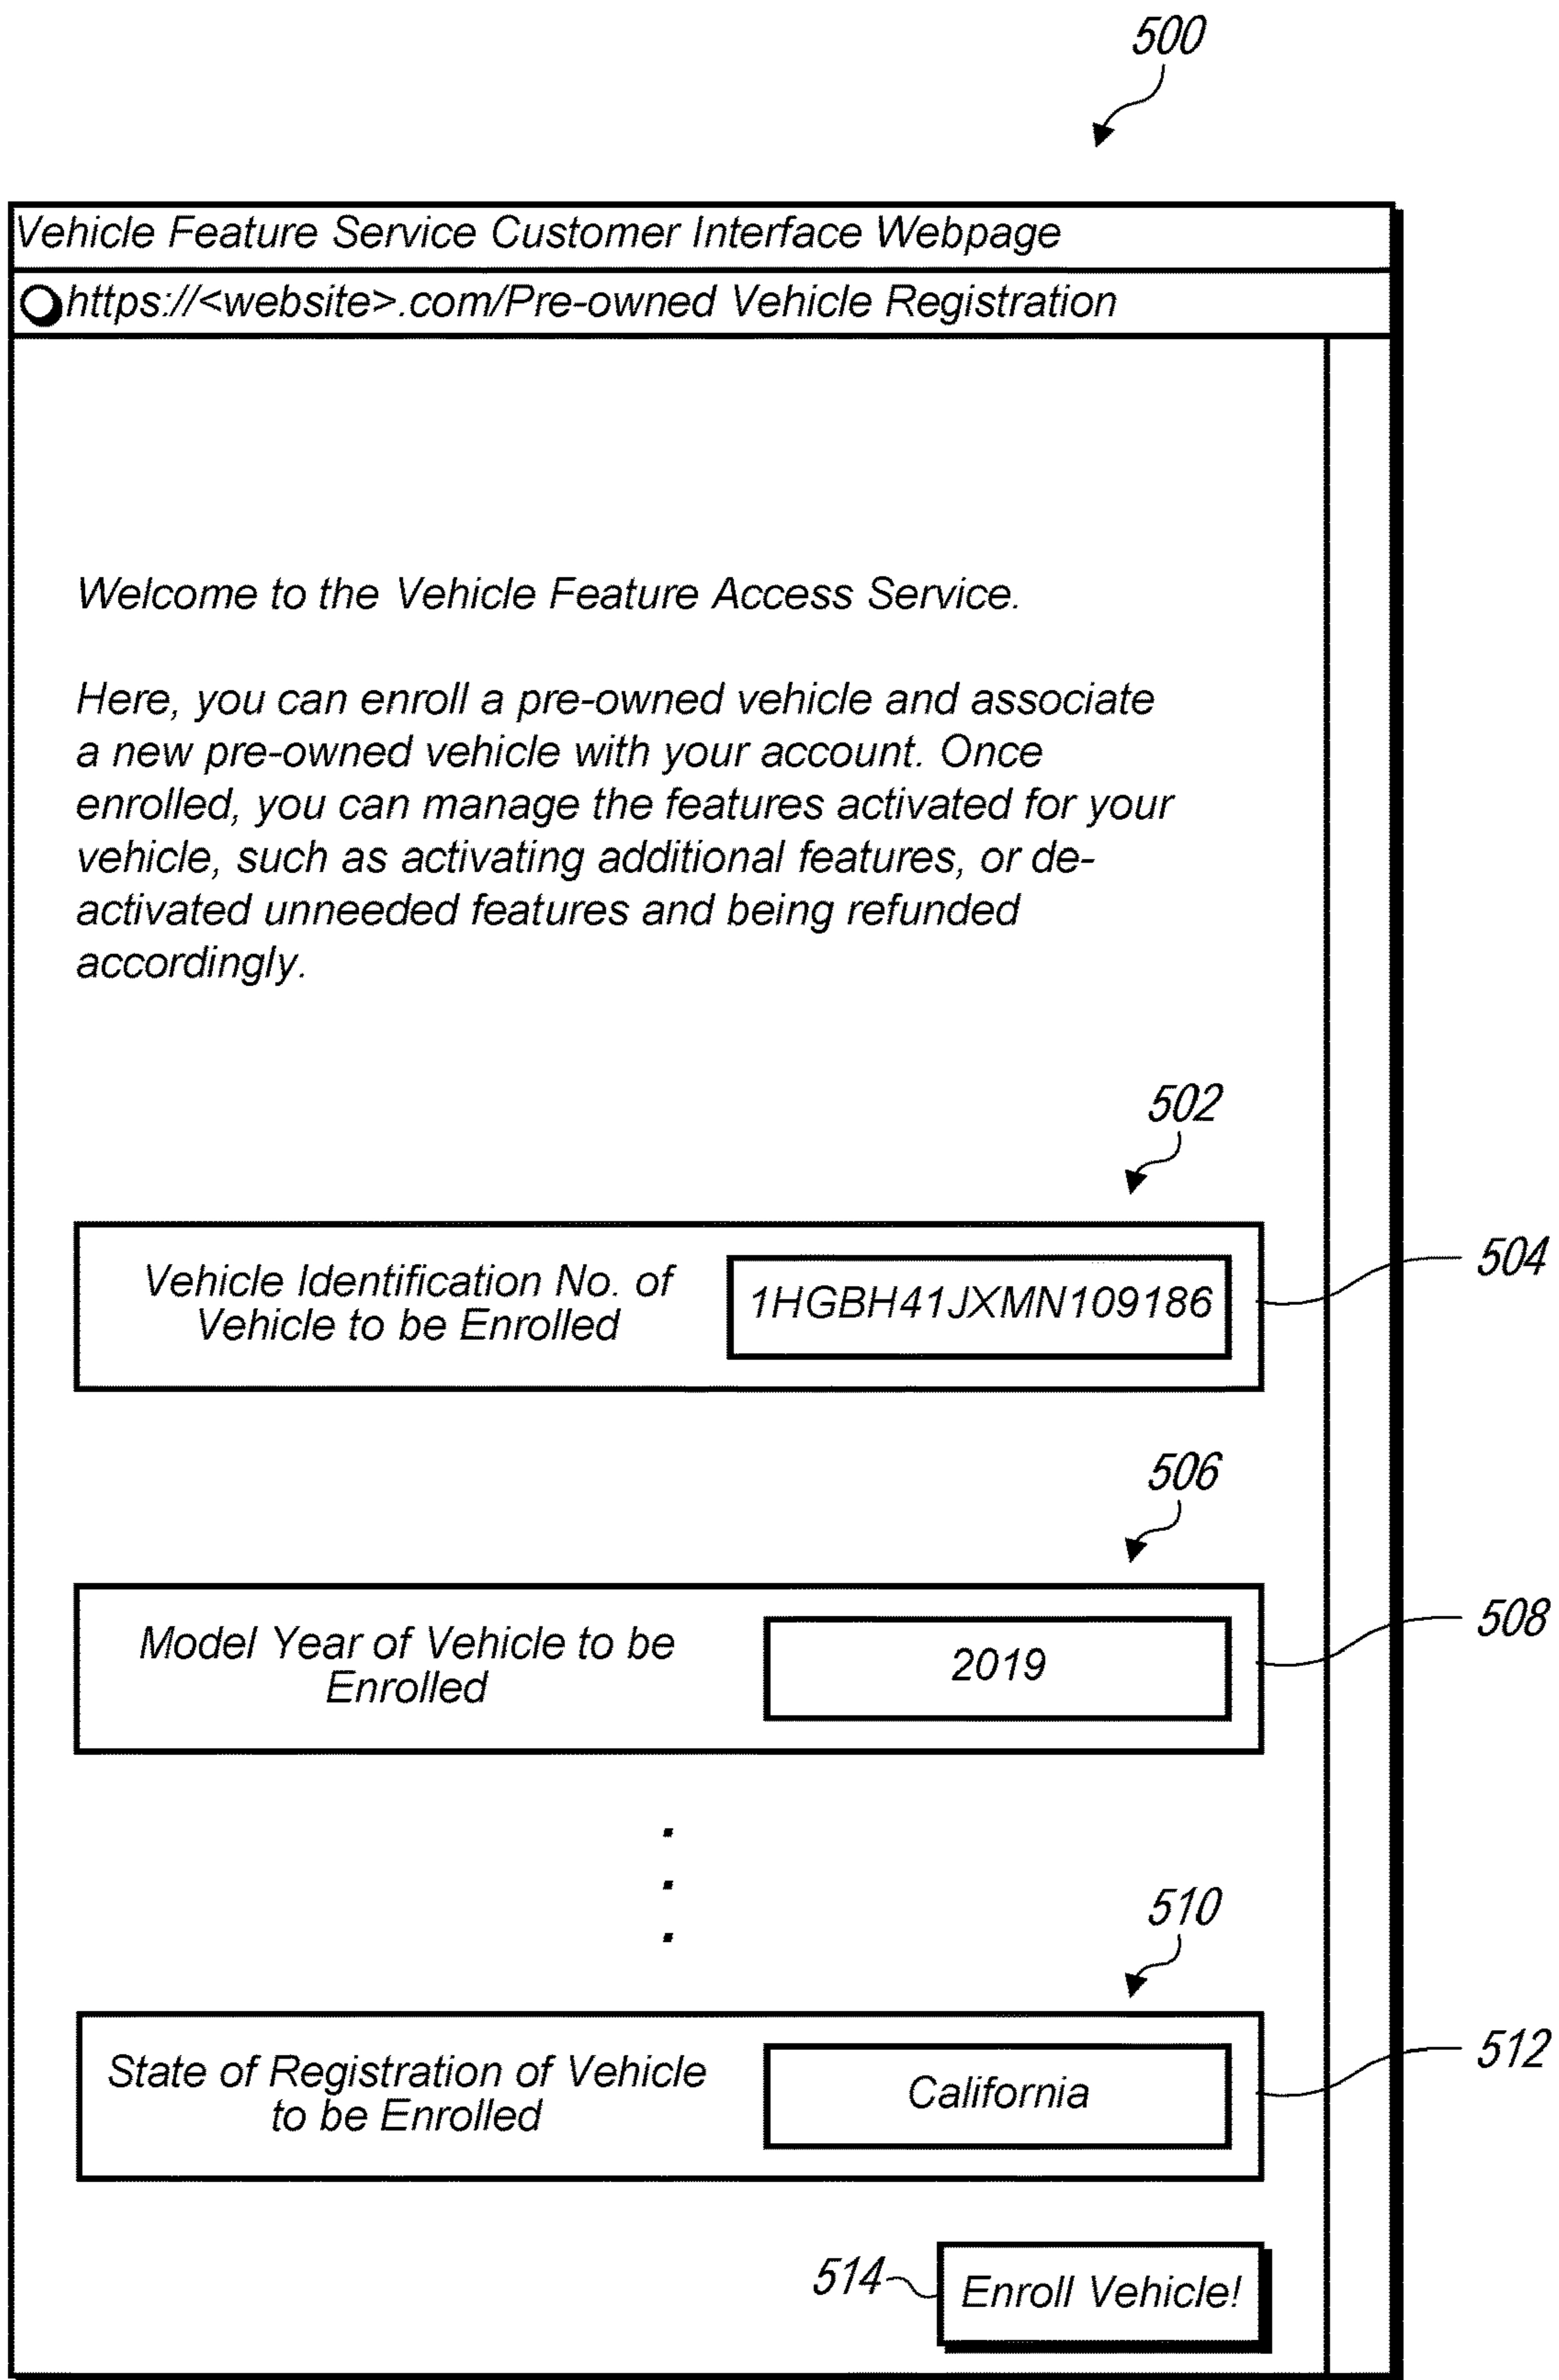 500
Vehicle Feature Service Customer Interface Webpage
https://<website>.com/Pre-owned Vehicle Registration
Welcome to the Vehicle Feature Access Service.
Here, you can enroll a pre-owned vehicle and associate
a new pre-owned vehicle with your account. Once
enrolled, you can manage the features activated for your
vehicle, such as activating additional features, or de-
activated unneeded features and being refunded
accordingly.
502
Vehicle Identification No. of
Vehicle to be Enrolled
1HGBH41JXMN109186
504
506
Model Year of Vehicle to be
Enrolled
2019
508
510
State of Registration of Vehicle
to be Enrolled
California
512
514
Enroll Vehicle!